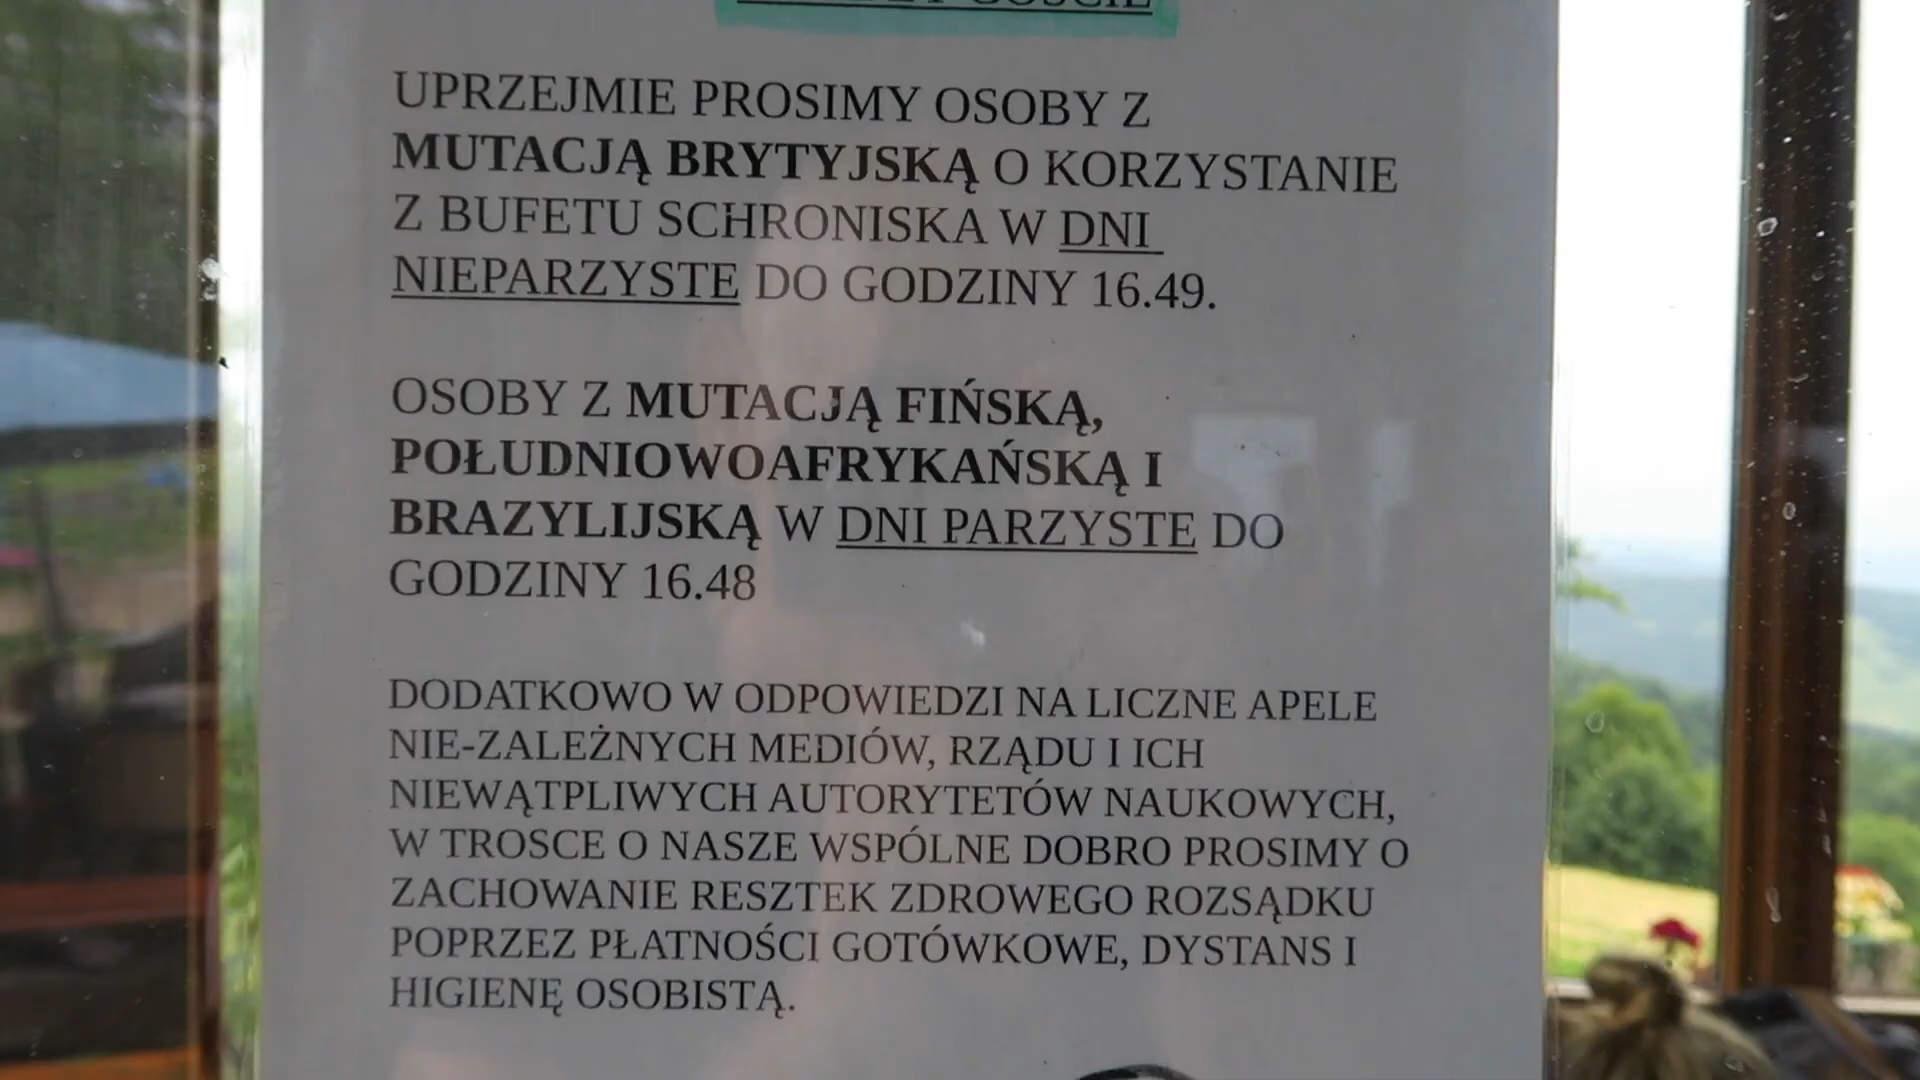 UPRZEJMIE PROSIMY OSOBY Z
MUTACJĄ BRYTYJSKĄ O KORZYSTANIE
Z BUFETU SCHRONISKA W DNI
NIEPARZYSTE DO GODZINY 16.49.
OSOBY Z MUTACJĄ FIŃSKĄ,
POŁUDNIOWOAFRYKAŃSKĄ I
BRAZYLIJSKĄ W DNI PARZYSTE DO
GODZINY 16.48
DODATKOWO W ODPOWIEDZI NA LICZNE APELE
NIE-ZALEŻNYCH MEDIÓW, RZĄDU I ICH
NIEWĄTPLIWYCH AUTORYTETÓW NAUKOWYCH,
W TROSCE O NASZE WSPÓLNE DOBRO PROSIMY O
ZACHOWANIE RESZTEK ZDROWEGO ROZSĄDKU
POPRZEZ PŁATNOŚCI GOTÓWKOWE, DYSTANS I
HIGIENĘ OSOBISTĄ.